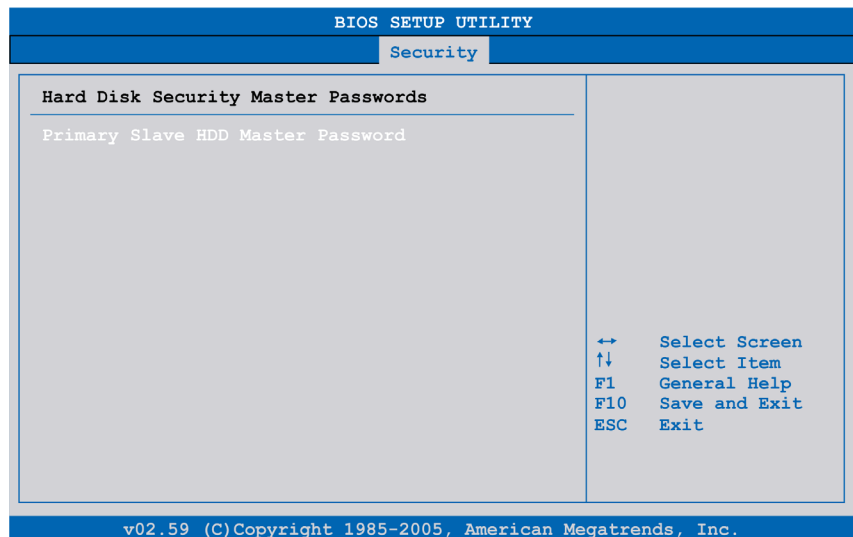 BIOS SETUP UTILITY
Security
Hard Disk Security Master Passwords
Primary Slave HDD Master Password
↔ Select Screen
↑↓ Select Item
F1 General Help
F10 Save and Exit
ESC Exit
v02.59 (C)Copyright 1985-2005, American Megatrends, Inc.